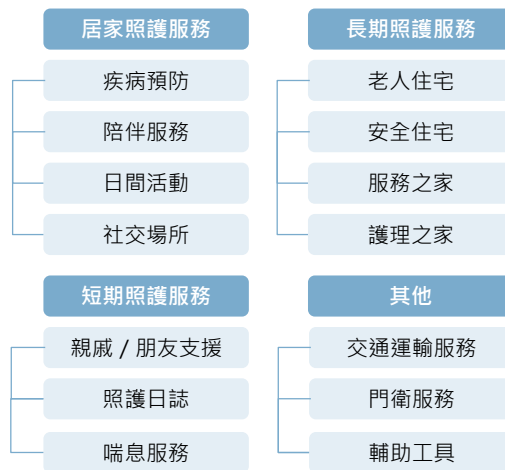 居家照護服務
疾病預防
陪伴服務
日間活動
社交場所
長期照護服務
老人住宅
安全住宅
服務之家
護理之家
短期照護服務
親戚 / 朋友支援
照護日誌
喘息服務
其他
交通運輸服務
門衛服務
輔助工具